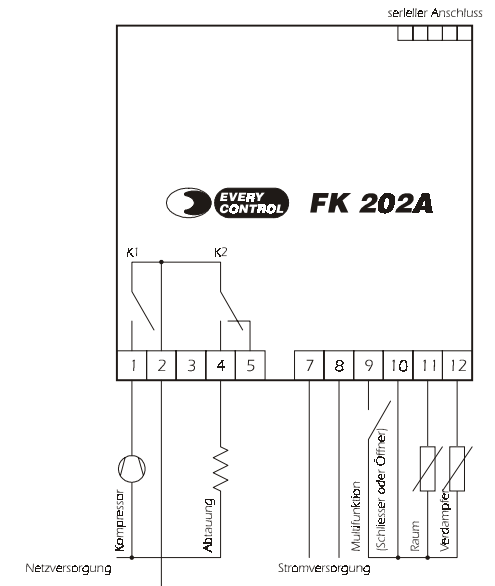 serieller Anschluss
EVERY
CONTROL
FK 202A
K1
K2
1 2 3 4 5 7 8 9 10 11 12
Kompressor
Abtauung
Multifunktion
(Schliesser oder Öffner)
Raum
Verdampfer
Netzversorgung
Stromversorgung